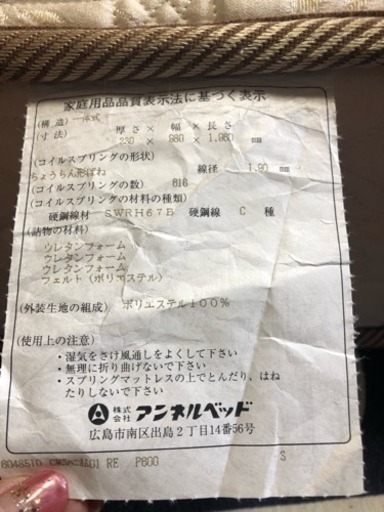 家庭用品品質表示法に基づく表示
(構 造) 一体式
(寸 法) 厚さ × 幅 × 長さ
230 × 980 × 1,960 mm
(コイルスプリングの形状)
ちょうちん形ばね 線径 1.90 mm
(コイルスプリングの数) 616
(コイルスプリングの材料の種類)
硬鋼線材 SWRH67B 硬鋼線 C 種
(詰物の材料)
ウレタンフォーム
ウレタンフォーム
ウレタンフォーム
フェルト(ポリエステル)
(外装生地の組成) ポリエステル100%
(使用上の注意)
・湿気をさけ風通しをよくして下さい
・無理に折り曲げないで下さい
・スプリングマットレスの上でとんだり、はね
たりしないで下さい
株式会社 アンネルベッド
広島市南区出島2丁目14番56号
RE P600 S